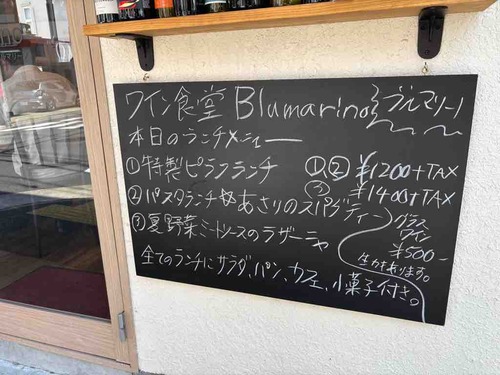 ワイン食堂 Blumarino ブルマリーノ
本日のランチメニュー
①特製ピランランチ ①② ¥1200+TAX
②パスタランチ☆あさりのスパゲティー ③ ¥1400+TAX
③夏野菜ミートソースのラザーニャ
グラス
ワイン
¥500-
生ガキあります。
全てのランチにサラダ、パン、カフェ、小菓子付き。